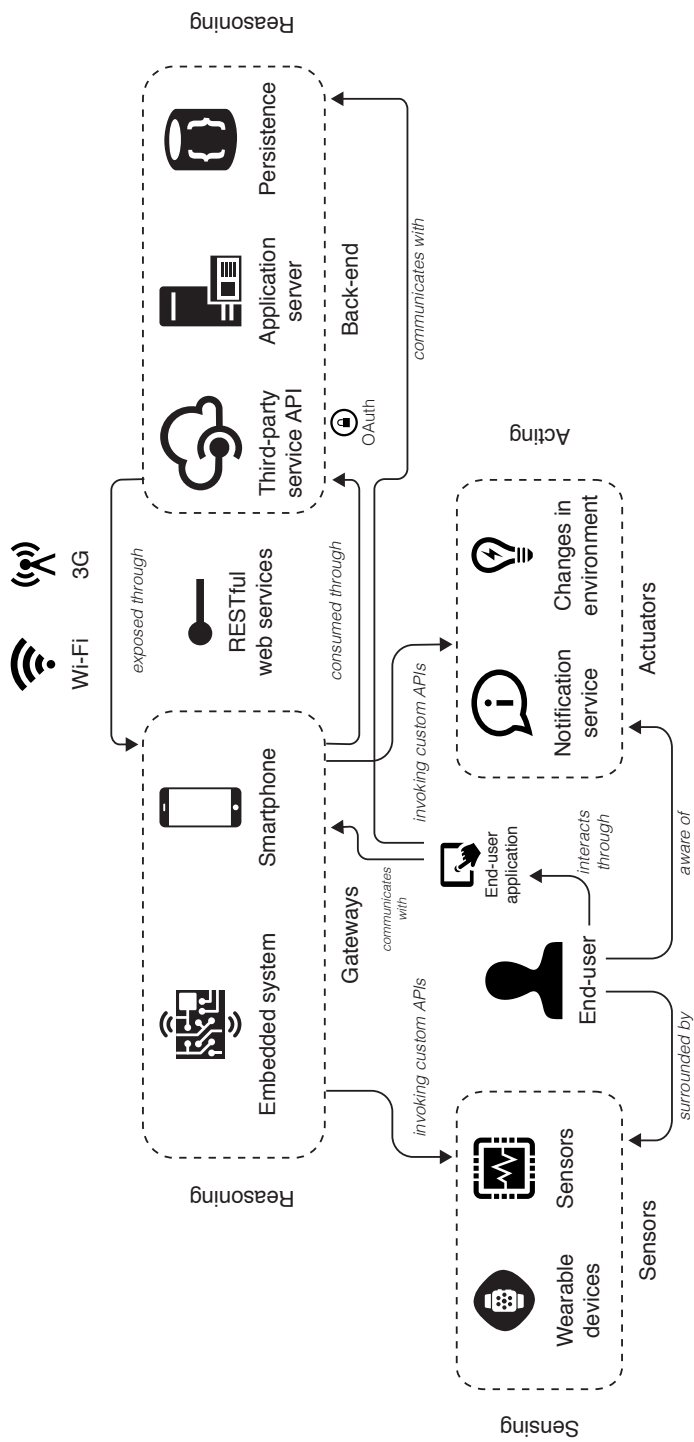 Wi-Fi
3G
Reasoning
Embedded system
Smartphone
Gateways
exposed through
RESTful
web services
consumed through
Third-party
service API
Application
server
Persistence
Back-end
OAuth
Reasoning
invoking custom APIs
communicates
with
invoking custom APIs
communicates with
Sensing
Wearable
devices
Sensors
Sensors
End-user
End-user
application
interacts
through
surrounded by
aware of
Notification
service
Changes in
environment
Actuators
Acting